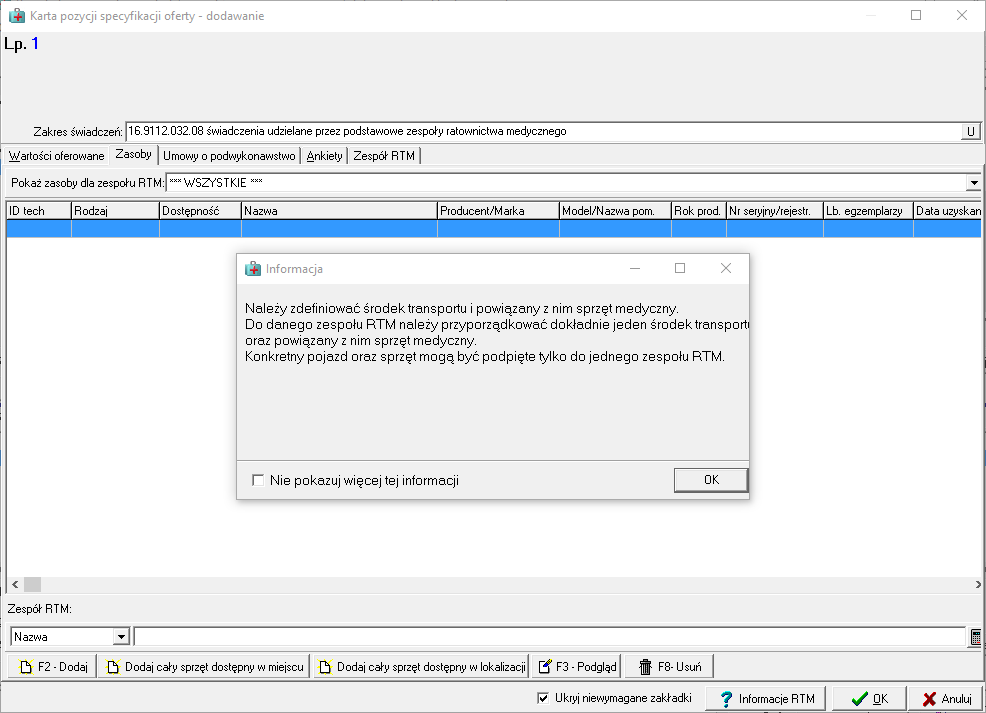 Karta pozycji specyfikacji oferty - dodawanie
Lp. 1
Zakres świadczeń: 16.9112.032.08 świadczenia udzielane przez podstawowe zespoły ratownictwa medycznego U
Wartości oferowane Zasoby Umowy o podwykonawstwo Ankiety Zespół RTM
Pokaż zasoby dla zespołu RTM: *** WSZYSTKIE ***
ID tech Rodzaj Dostępność Nazwa Producent/Marka Model/Nazwa pom. Rok prod. Nr seryjny/rejestr. Lb. egzemplarzy Data uzyskan
Informacja
Należy zdefiniować środek transportu i powiązany z nim sprzęt medyczny.
Do danego zespołu RTM należy przyporządkować dokładnie jeden środek transportu
oraz powiązany z nim sprzęt medyczny.
Konkretny pojazd oraz sprzęt mogą być podpięte tylko do jednego zespołu RTM.
Nie pokazuj więcej tej informacji OK
Zespół RTM:
Nazwa
F2 - Dodaj Dodaj cały sprzęt dostępny w miejscu Dodaj cały sprzęt dostępny w lokalizacji F3 - Podgląd F8- Usuń
Ukryj niewymagane zakładki Informacje RTM OK Anuluj